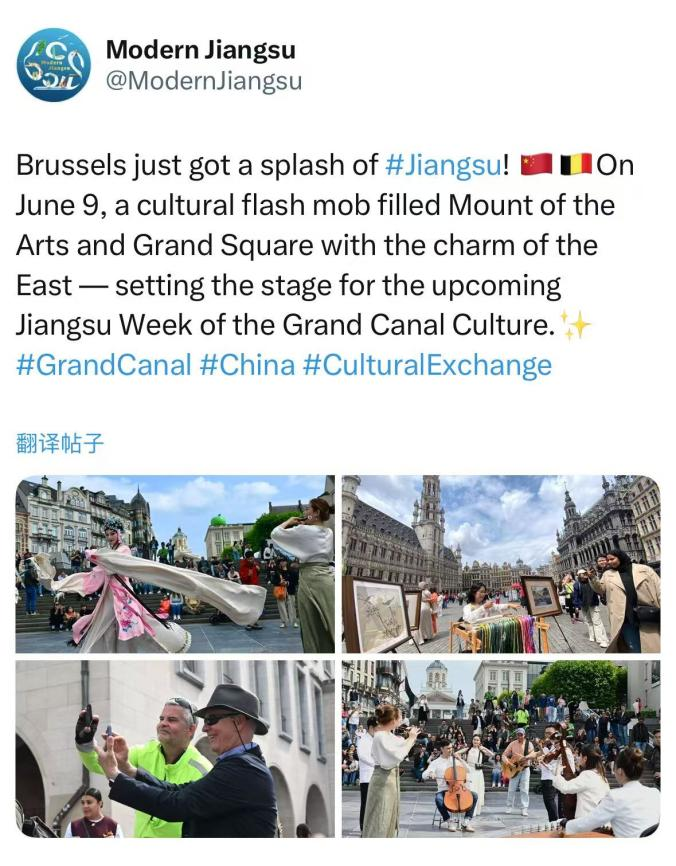 Modern Jiangsu
@ModernJiangsu
Brussels just got a splash of #Jiangsu! 🇨🇳🇧🇪On
June 9, a cultural flash mob filled Mount of the
Arts and Grand Square with the charm of the
East — setting the stage for the upcoming
Jiangsu Week of the Grand Canal Culture.✨
#GrandCanal #China #CulturalExchange
翻译帖子